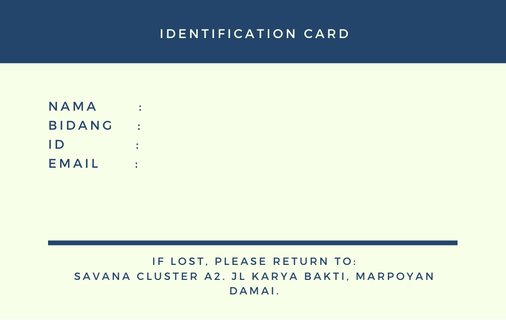 IDENTIFICATION CARD
NAMA :
BIDANG :
ID :
EMAIL :
IF LOST, PLEASE RETURN TO:
SAVANA CLUSTER A2. JL KARYA BAKTI, MARPOYAN
DAMAI.